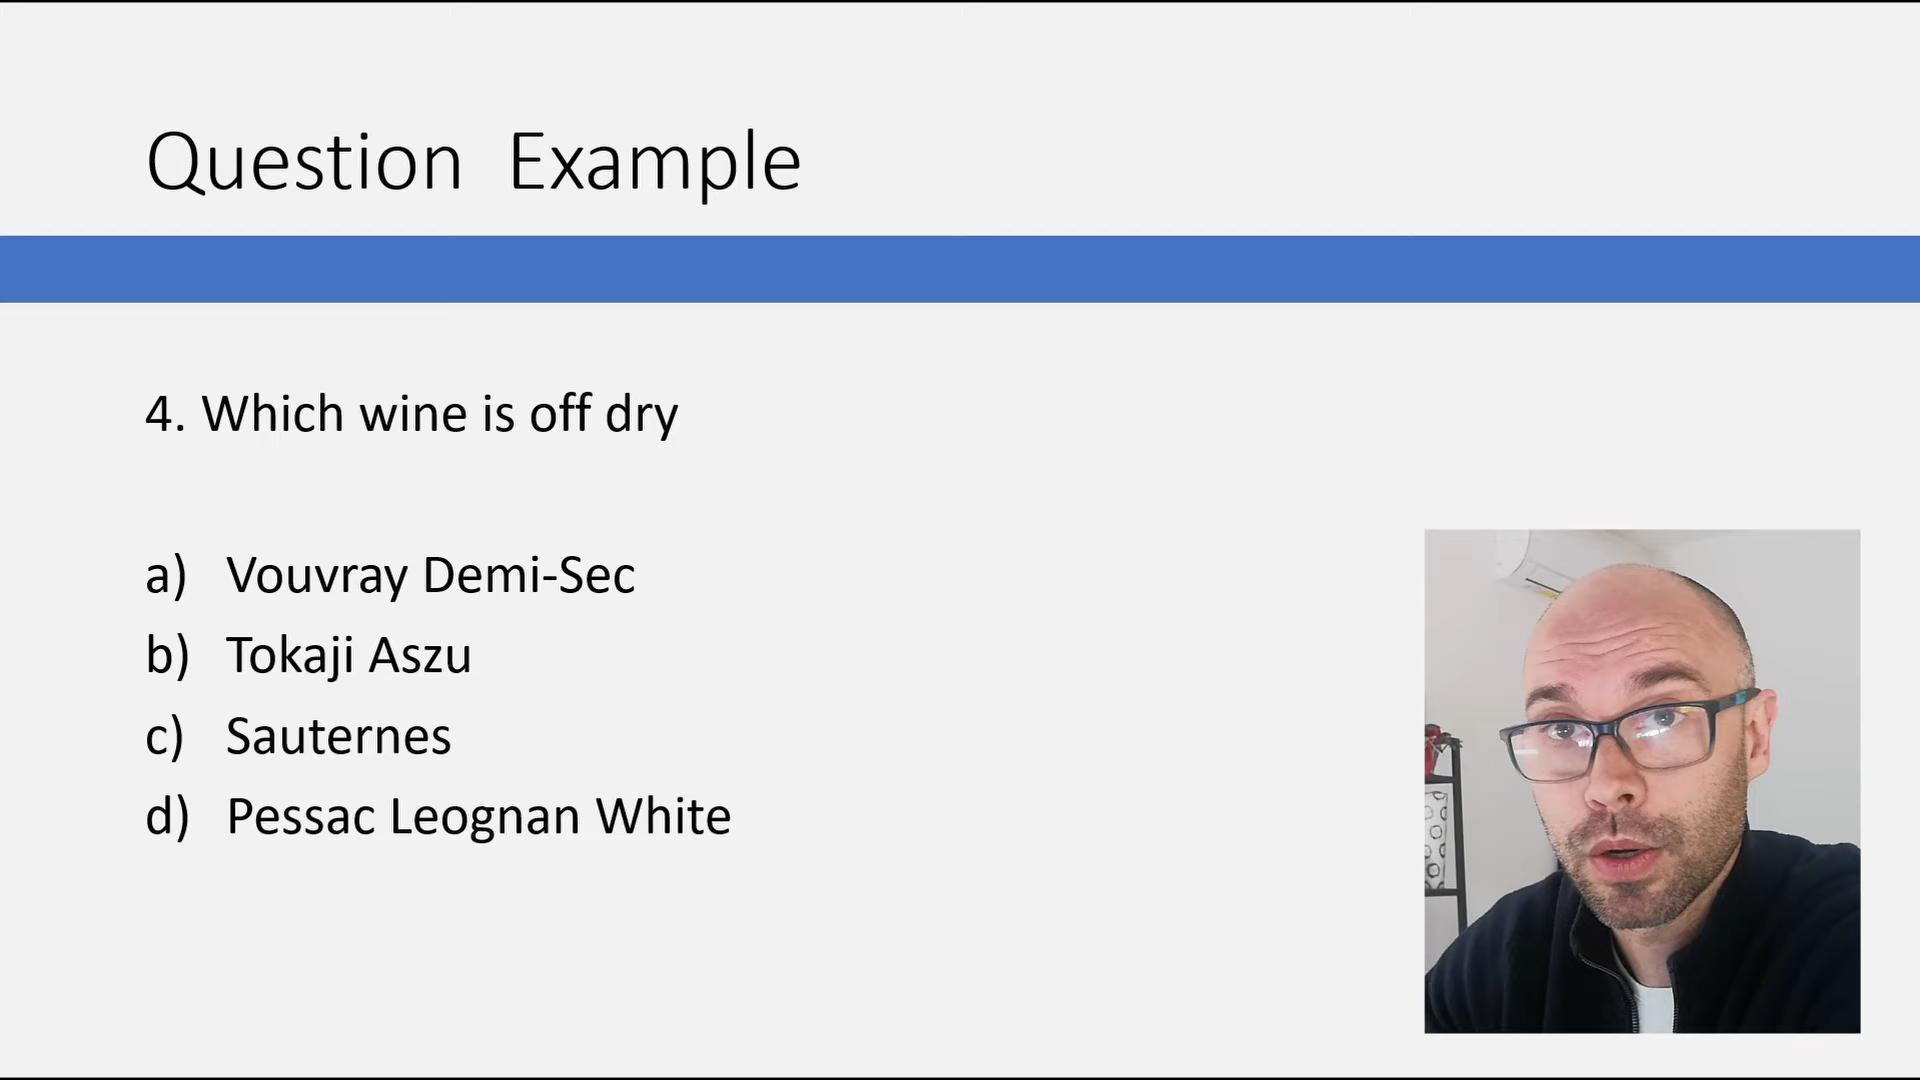 Question Example
4. Which wine is off dry
a) Vouvray Demi-Sec
b) Tokaji Aszu
c) Sauternes
d) Pessac Leognan White